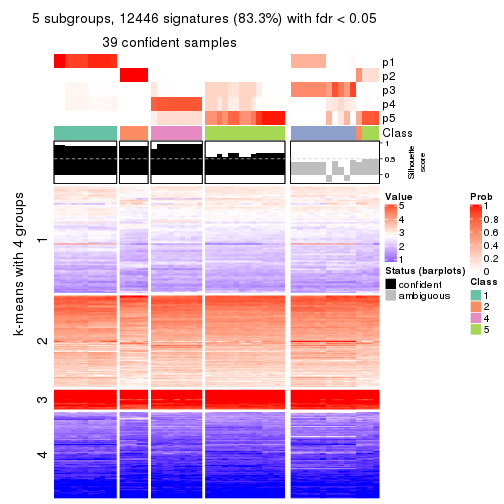 5 subgroups, 12446 signatures (83.3%) with fdr < 0.05
39 confident samples
p1
p2
p3
p4
p5
Class
1
0.5
0
Silhouette
score
k-means with 4 groups
1
2
3
4
Value
5
4
3
2
1
Status (barplots)
confident
ambiguous
Prob
1
0.8
0.6
0.4
0.2
0
Class
1
2
4
5